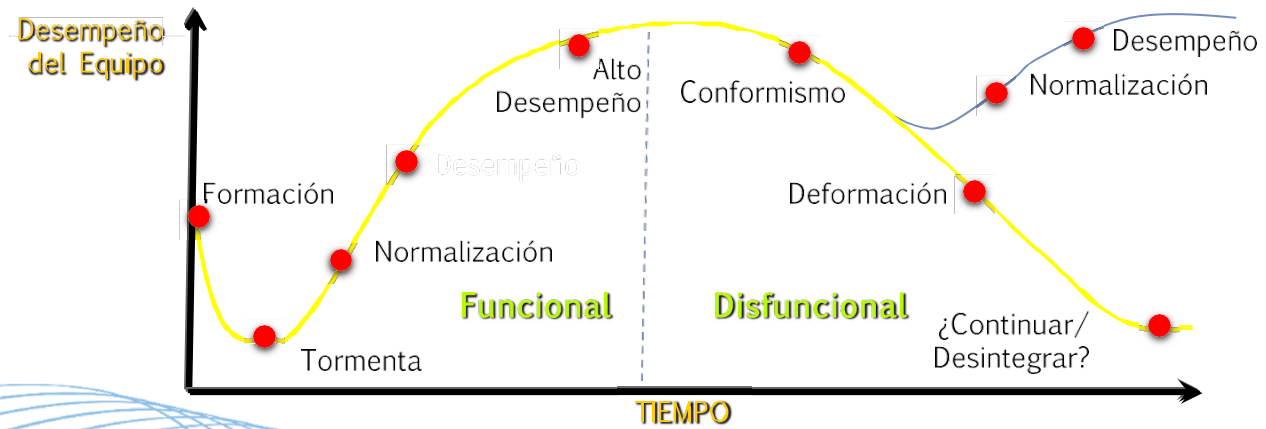 Desempeño
del Equipo
Formación
Tormenta
Normalización
Desempeño
Alto
Desempeño
Funcional
Conformismo
Normalización
Desempeño
Deformación
Disfuncional
¿Continuar/
Desintegrar?
TIEMPO